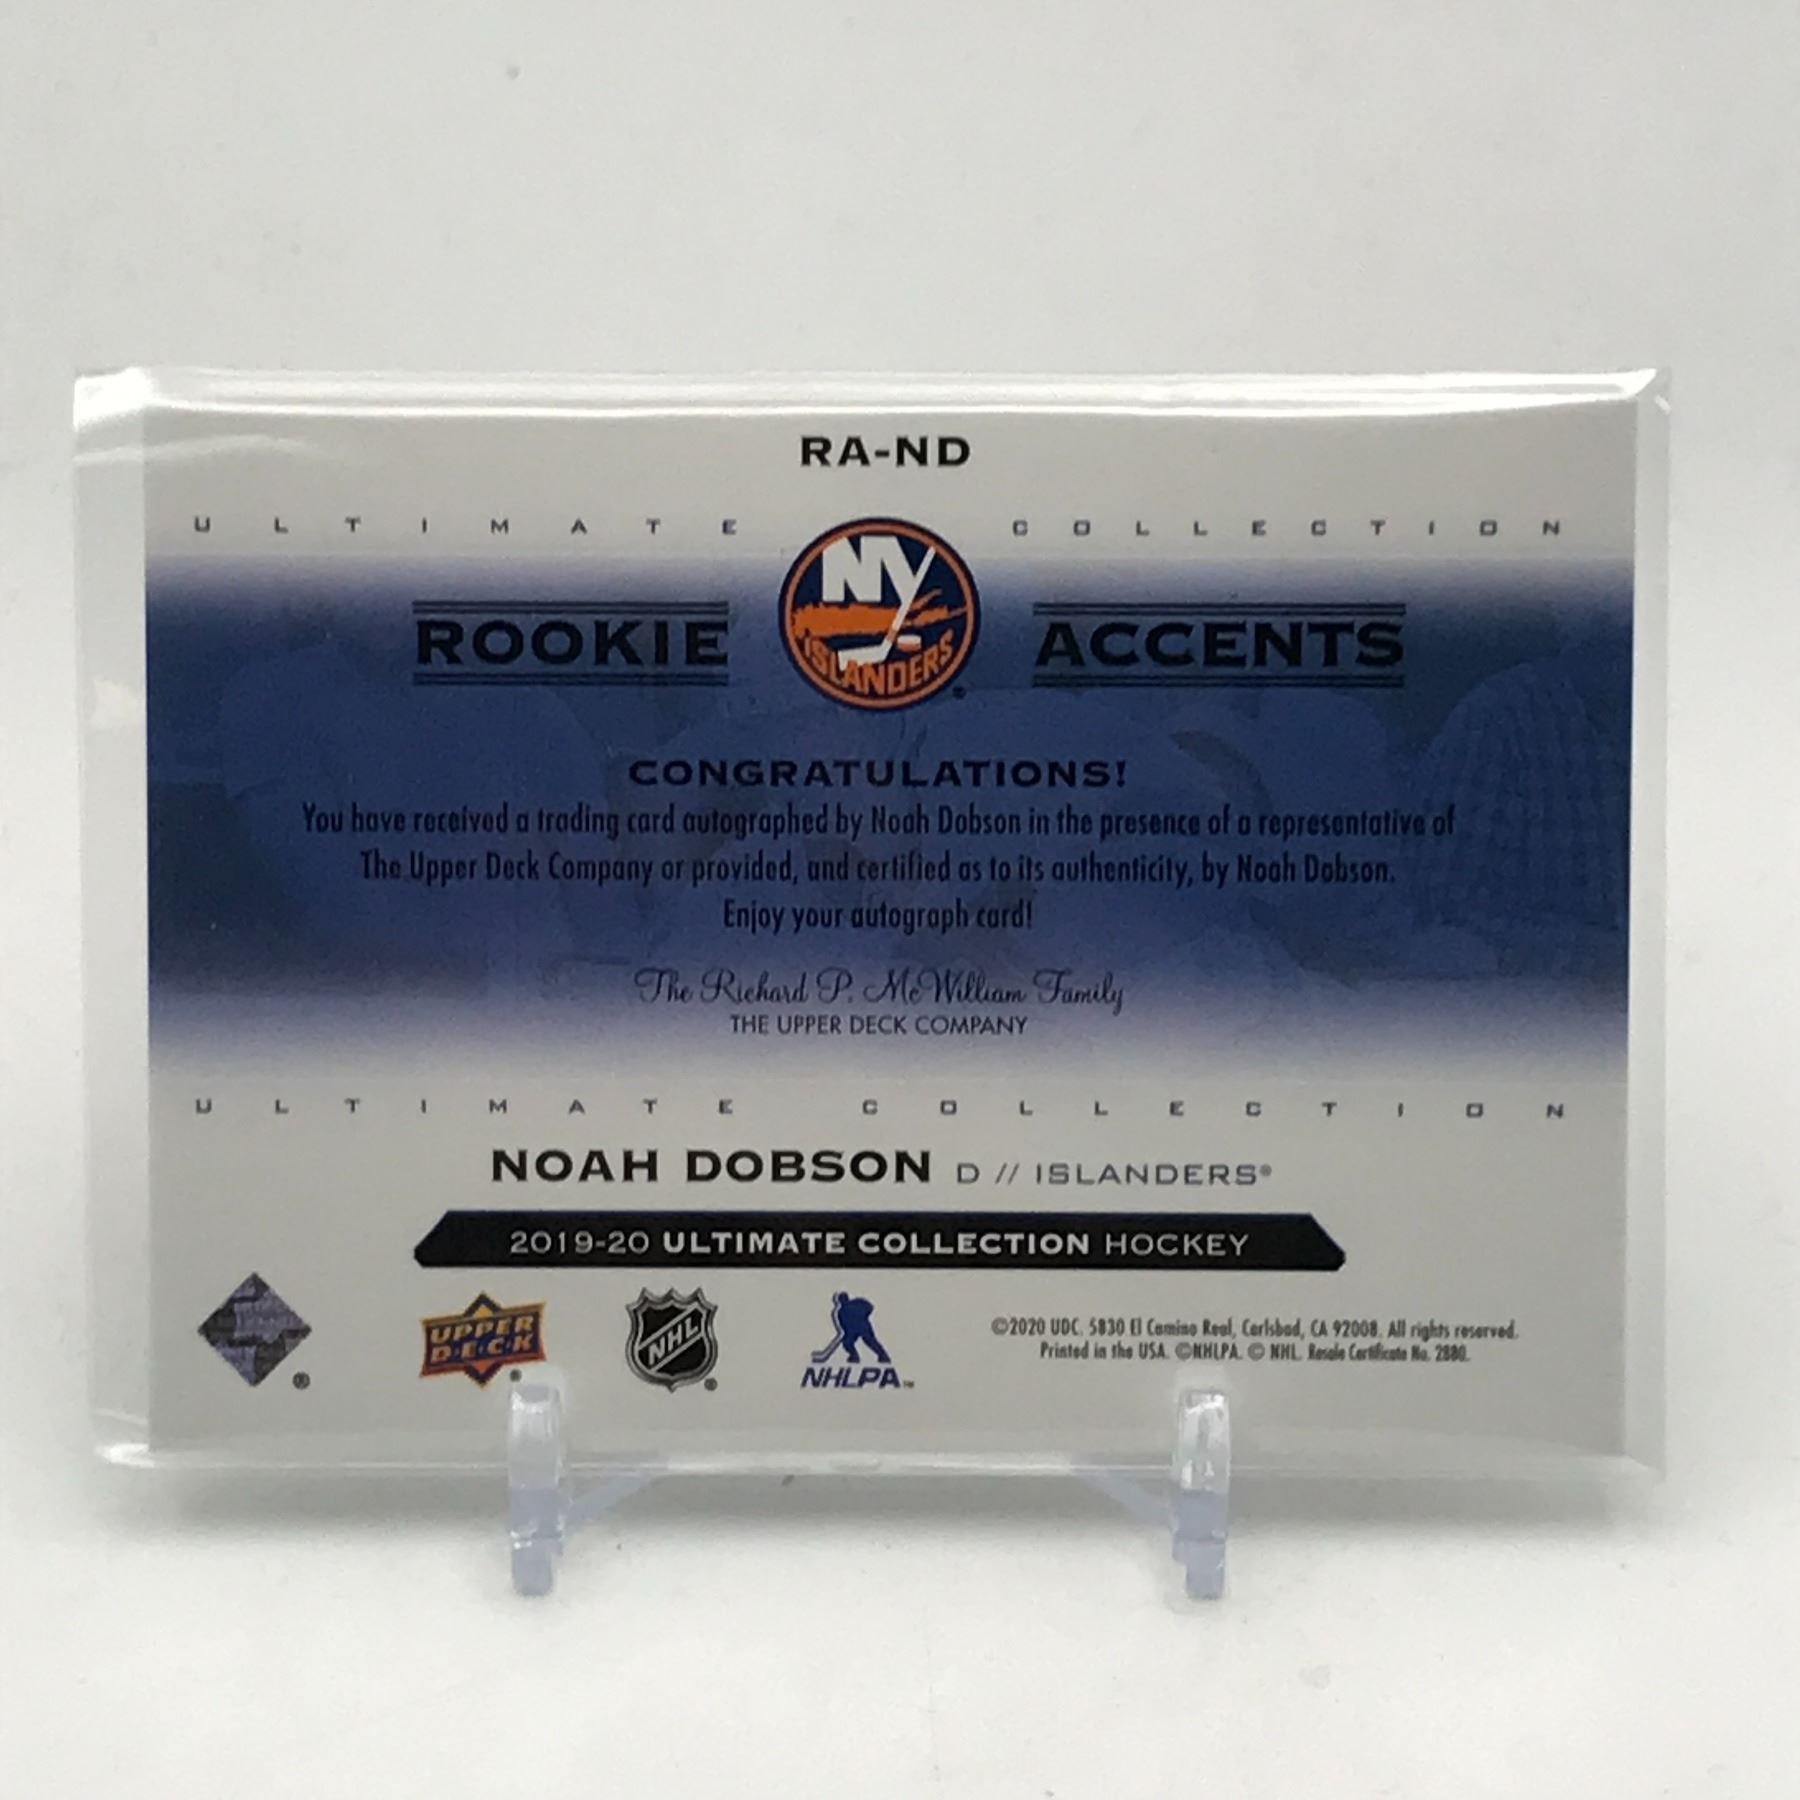 RA-ND
ULTIMATE COLLECTION
NY
ISLANDERS®
ROOKIE ACCENTS
CONGRATULATIONS!
You have received a trading card autographed by Noah Dobson in the presence of a representative of
The Upper Deck Company or provided, and certified as to its authenticity, by Noah Dobson.
Enjoy your autograph card!
The Richard P. McWilliam Family
THE UPPER DECK COMPANY
ULTIMATE COLLECTION
NOAH DOBSON D // ISLANDERS®
2019-20 ULTIMATE COLLECTION HOCKEY
®
UPPER
DECK
®
NHL
®
NHLPA™
©2020 UDC. 5830 El Camino Real, Carlsbad, CA 92008. All rights reserved.
Printed in the USA. ©NHLPA. © NHL. Resale Certificate No. 2880.